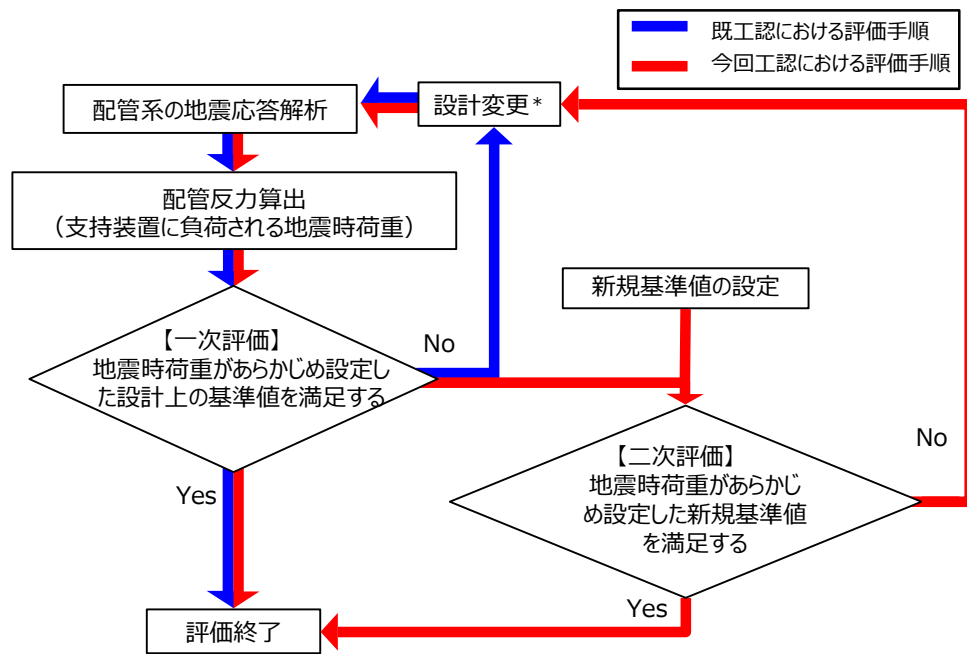 既工認における評価手順
今回工認における評価手順
配管系の地震応答解析
設計変更*
配管反力算出
（支持装置に負荷される地震時荷重）
新規基準値の設定
【一次評価】
地震時荷重があらかじめ設定し
た設計上の基準値を満足する
No
Yes
【二次評価】
地震時荷重があらかじ
め設定した新規基準値
を満足する
No
Yes
評価終了